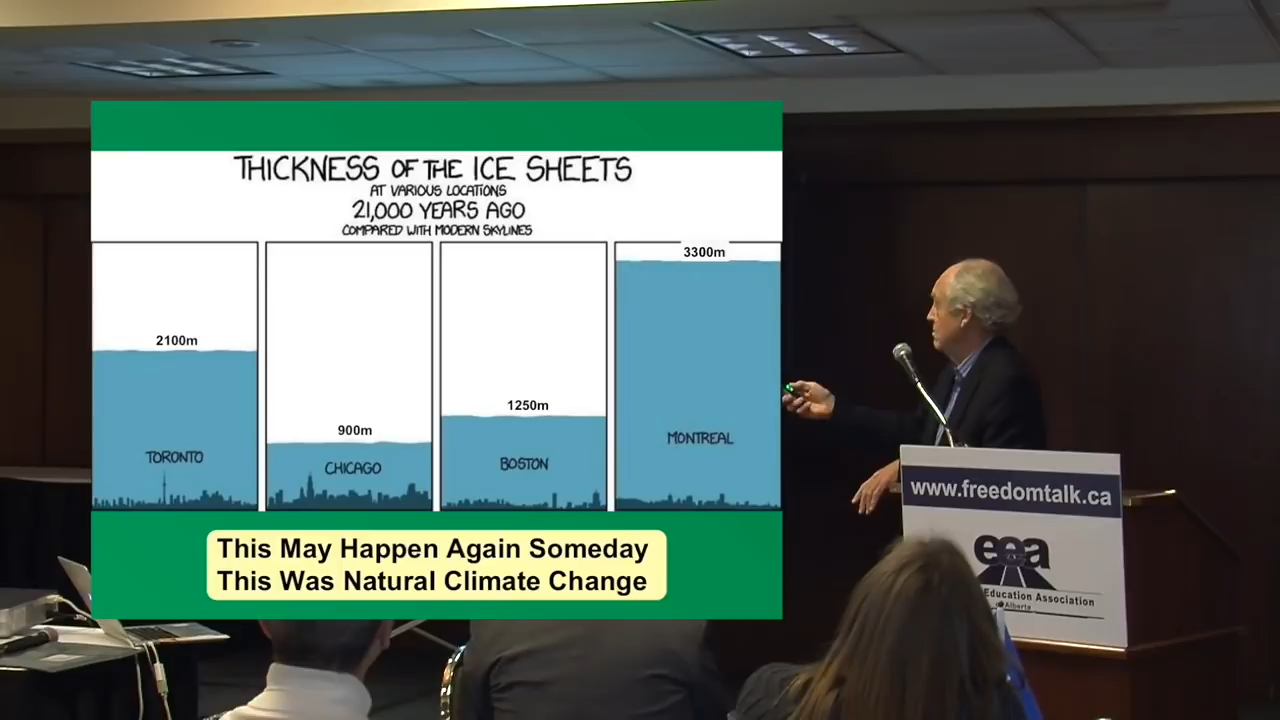 THICKNESS OF THE ICE SHEETS
AT VARIOUS LOCATIONS
21,000 YEARS AGO
COMPARED WITH MODERN SKYLINES
2100m
TORONTO
900m
CHICAGO
1250m
BOSTON
3300m
MONTREAL
This May Happen Again Someday
This Was Natural Climate Change
www.freedomtalk.ca
eea
Education Association
of Alberta